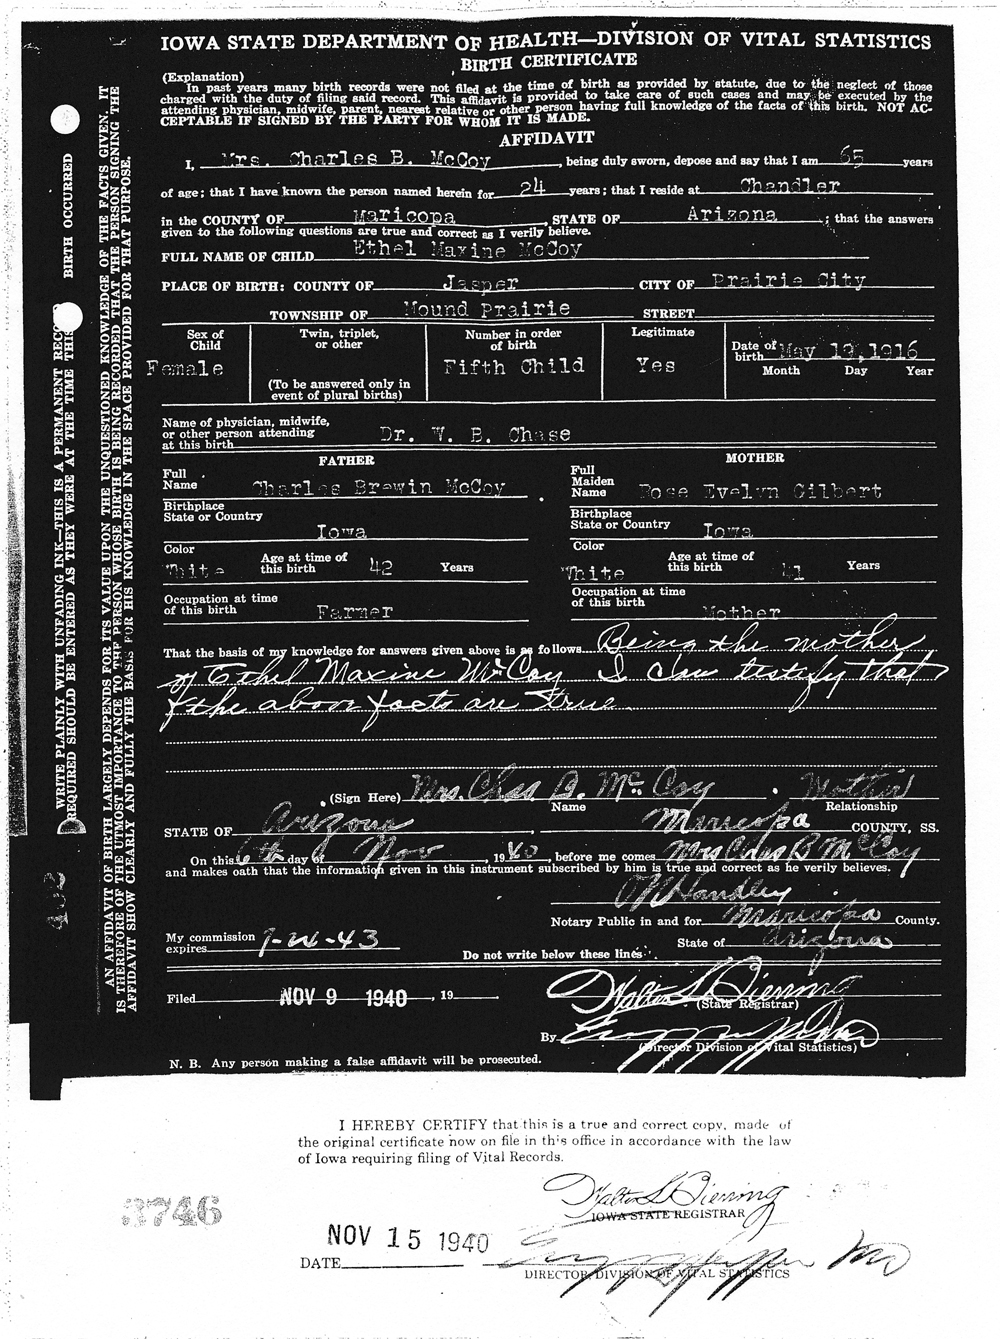 IOWA STATE DEPARTMENT OF HEALTH—DIVISION OF VITAL STATISTICS
BIRTH CERTIFICATE
(Explanation)
In past years many birth records were not filed at the time of birth as provided by statute, due to the neglect of those
charged with the duty of filing said record. This affidavit is provided to take care of such cases and may be executed by the
attending physician, midwife, parent, nearest relative or other person having full knowledge of the facts of this birth. NOT AC-
CEPTABLE IF SIGNED BY THE PARTY FOR WHOM IT IS MADE.
AFFIDAVIT
I, Mrs. Charles B. McCoy, being duly sworn, depose and say that I am 65 years
of age; that I have known the person named herein for 24 years; that I reside at Chandler
in the COUNTY OF Maricopa, STATE OF Arizona; that the answers
given to the following questions are true and correct as I verily believe.
FULL NAME OF CHILD Ethel Maxine McCoy
PLACE OF BIRTH: COUNTY OF Jasper CITY OF Prairie City
TOWNSHIP OF Mound Prairie STREET
Sex of Child Female
Twin, triplet, or other
(To be answered only in event of plural births)
Number in order of birth Fifth Child
Legitimate Yes
Date of birth May 19, 1916
Month Day Year
Name of physician, midwife,
or other person attending
at this birth Dr. W. B. Chase
FATHER
Full Name Charles Brewin McCoy
Birthplace
State or Country
Iowa
Color White
Age at time of this birth 42 Years
Occupation at time
of this birth Farmer
MOTHER
Full Maiden Name Rose Evelyn Gilbert
Birthplace
State or Country Iowa
Color White
Age at time of this birth 41 Years
Occupation at time
of this birth Mother
That the basis of my knowledge for answers given above is as follows Being the mother
of Ethel Maxine McCoy I can testify that
the above facts are true
(Sign Here) Mrs. Chas B. McCoy Mother
Name Relationship
STATE OF Arizona Maricopa COUNTY, SS.
On this 6th day of Nov, 1940, before me comes Mrs Chas B McCoy
and makes oath that the information given in this instrument subscribed by him is true and correct as he verily believes.
Handley
Notary Public in and for Maricopa County.
My commission expires 7-24-43
State of Arizona
Do not write below these lines
Filed NOV 9 1940, 19
Walter L Bierring
(State Registrar)
By
(Director Division of Vital Statistics)
N. B. Any person making a false affidavit will be prosecuted.
BIRTH OCCURRED
WRITE PLAINLY WITH UNFADING INK—THIS IS A PERMANENT
REQUIRED SHOULD BE ENTERED AS THEY WERE AT THE TIME THIS
AN AFFIDAVIT OF BIRTH LARGELY DEPENDS FOR ITS VALUE UPON THE UNQUESTIONED KNOWLEDGE OF THE FACTS GIVEN. IT
IS THEREFORE OF THE UTMOST IMPORTANCE TO THE PERSON WHOSE BIRTH IS BEING RECORDED THAT THE PERSON SIGNING THE
AFFIDAVIT SHOW CLEARLY AND FULLY THE BASIS FOR HIS KNOWLEDGE IN THE SPACE PROVIDED FOR THAT PURPOSE.
I HEREBY CERTIFY that this is a true and correct copy, made of
the original certificate now on file in this office in accordance with the law
of Iowa requiring filing of Vital Records.
Walter L Bierring
IOWA STATE REGISTRAR
3746
NOV 15 1940
DATE
DIRECTOR, DIVISION OF VITAL STATISTICS